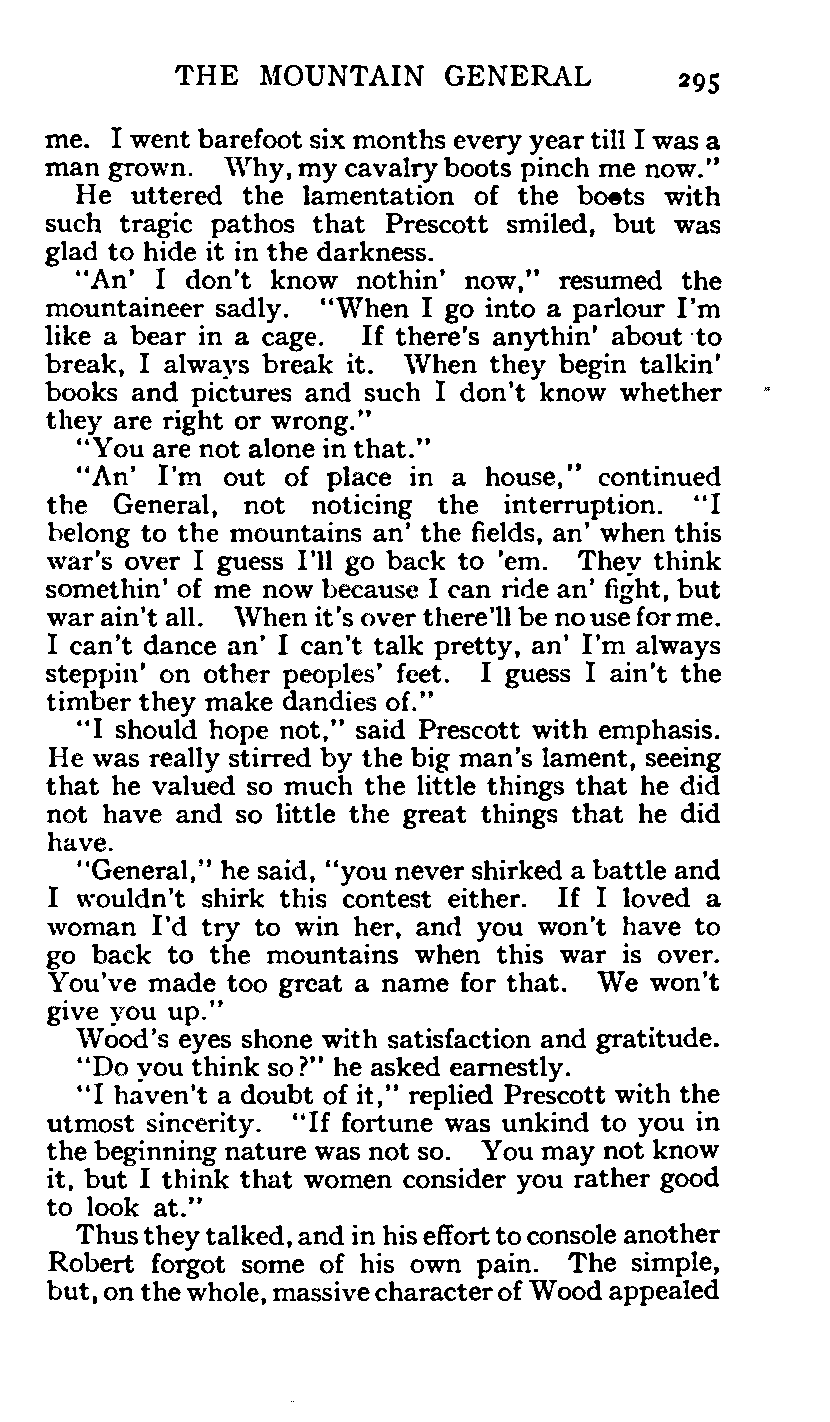 THE MOUNTAIN GENERAL 295
me. I went barefoot six months every year till I was a
man grown. Why, my cavalry boots pinch me now."
He uttered the lamentation of the boots with
such tragic pathos that Prescott smiled, but was
glad to hide it in the darkness.
"An' I don't know nothin' now," resumed the
mountaineer sadly. "When I go into a parlour I'm
like a bear in a cage. If there's anythin' about to
break, I always break it. When they begin talkin'
books and pictures and such I don't know whether
they are right or wrong."
"You are not alone in that."
"An' I'm out of place in a house," continued
the General, not noticing the interruption. "I
belong to the mountains an' the fields, an' when this
war's over I guess I'll go back to 'em. They think
somethin' of me now because I can ride an' fight, but
war ain't all. When it's over there'll be no use for me.
I can't dance an' I can't talk pretty, an' I'm always
steppin' on other peoples' feet. I guess I ain't the
timber they make dandies of."
"I should hope not," said Prescott with emphasis.
He was really stirred by the big man's lament, seeing
that he valued so much the little things that he did
not have and so little the great things that he did
have.
"General," he said, "you never shirked a battle and
I wouldn't shirk this contest either. If I loved a
woman I'd try to win her, and you won't have to
go back to the mountains when this war is over.
You've made too great a name for that. We won't
give you up."
Wood's eyes shone with satisfaction and gratitude.
"Do you think so?" he asked earnestly.
"I haven't a doubt of it," replied Prescott with the
utmost sincerity. "If fortune was unkind to you in
the beginning nature was not so. You may not know
it, but I think that women consider you rather good
to look at."
Thus they talked, and in his effort to console another
Robert forgot some of his own pain. The simple,
but, on the whole, massive character of Wood appealed